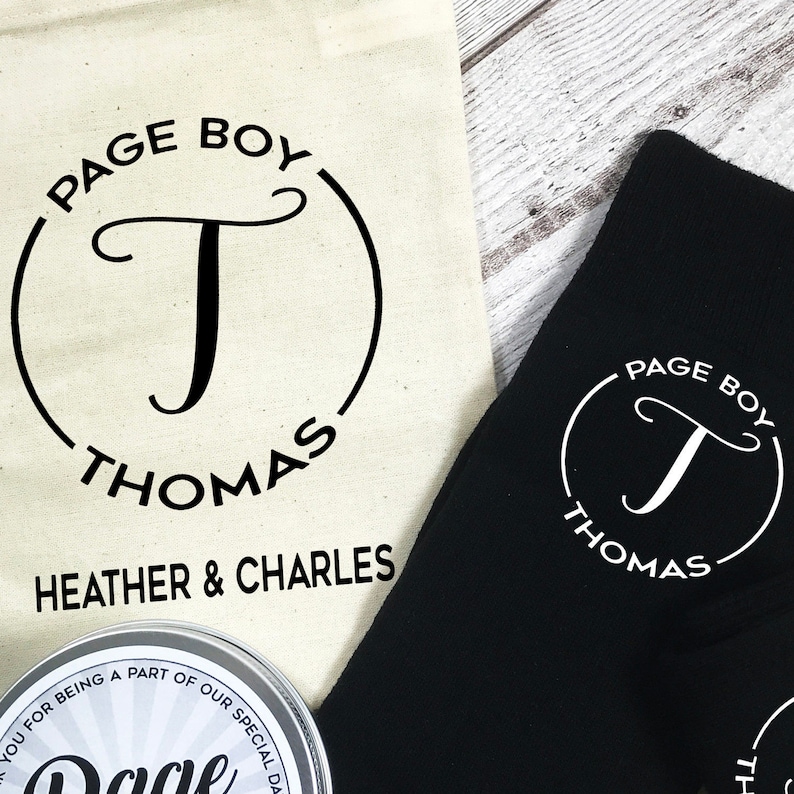 PAGE BOY
T
THOMAS
HEATHER & CHARLES
PAGE BOY
T
THOMAS
YOU FOR BEING A PART OF OUR SPECIAL
Page